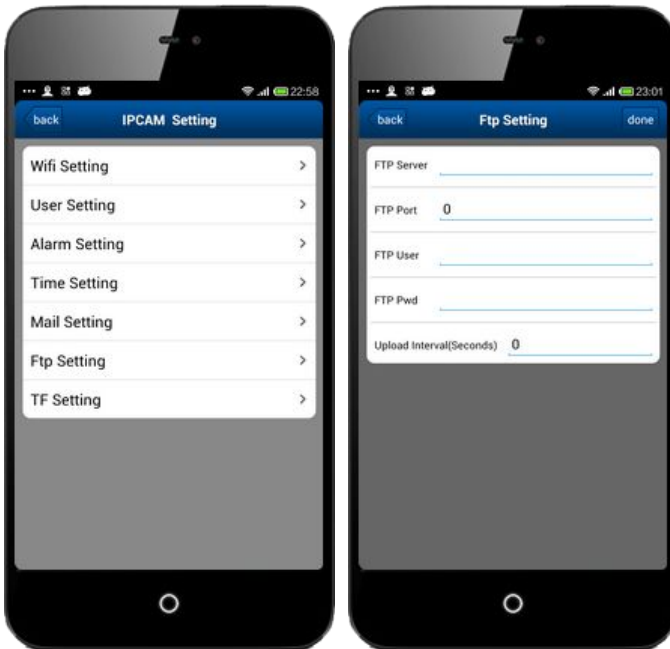 22:58
back
IPCAM Setting
Wifi Setting
User Setting
Alarm Setting
Time Setting
Mail Setting
Ftp Setting
TF Setting
23:01
back
Ftp Setting
done
FTP Server
FTP Port 0
FTP User
FTP Pwd
Upload Interval(Seconds) 0